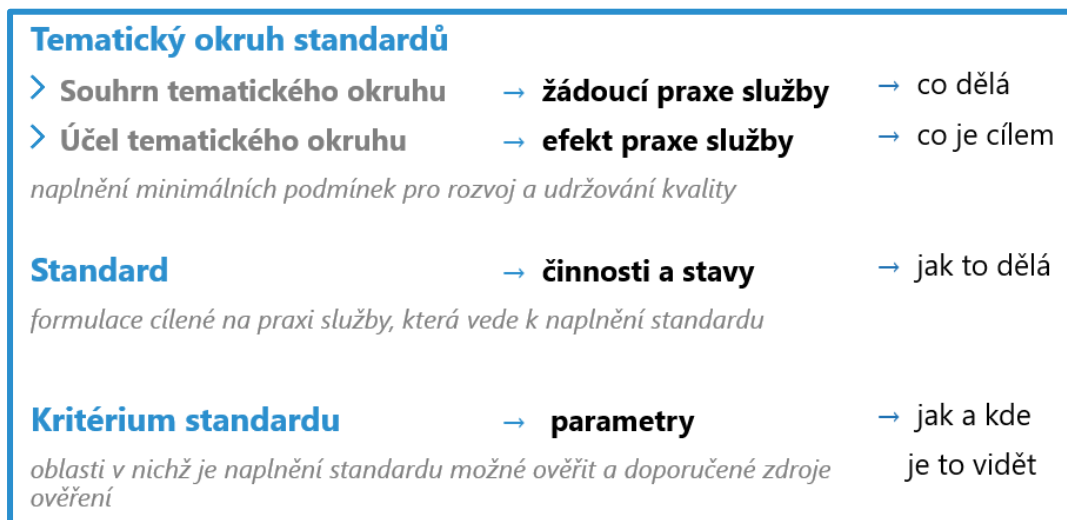 Tematický okruh standardů
> Souhrn tematického okruhu → žádoucí praxe služby → co dělá
> Účel tematického okruhu → efekt praxe služby → co je cílem
naplnění minimálních podmínek pro rozvoj a udržování kvality
Standard → činnosti a stavy → jak to dělá
formulace cílené na praxi služby, která vede k naplnění standardu
Kritérium standardu → parametry → jak a kde
je to vidět
oblasti v nichž je naplnění standardu možné ověřit a doporučené zdroje
ověření